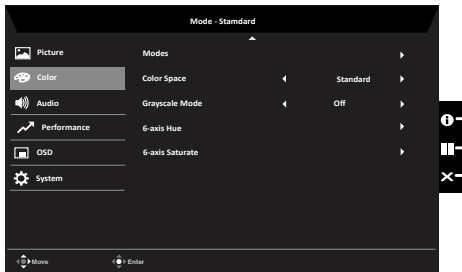 Mode - Standard
Picture
Modes
Color
Color Space Standard
Audio
Grayscale Mode Off
Performance
6-axis Hue
OSD
6-axis Saturate
System
Move Enter